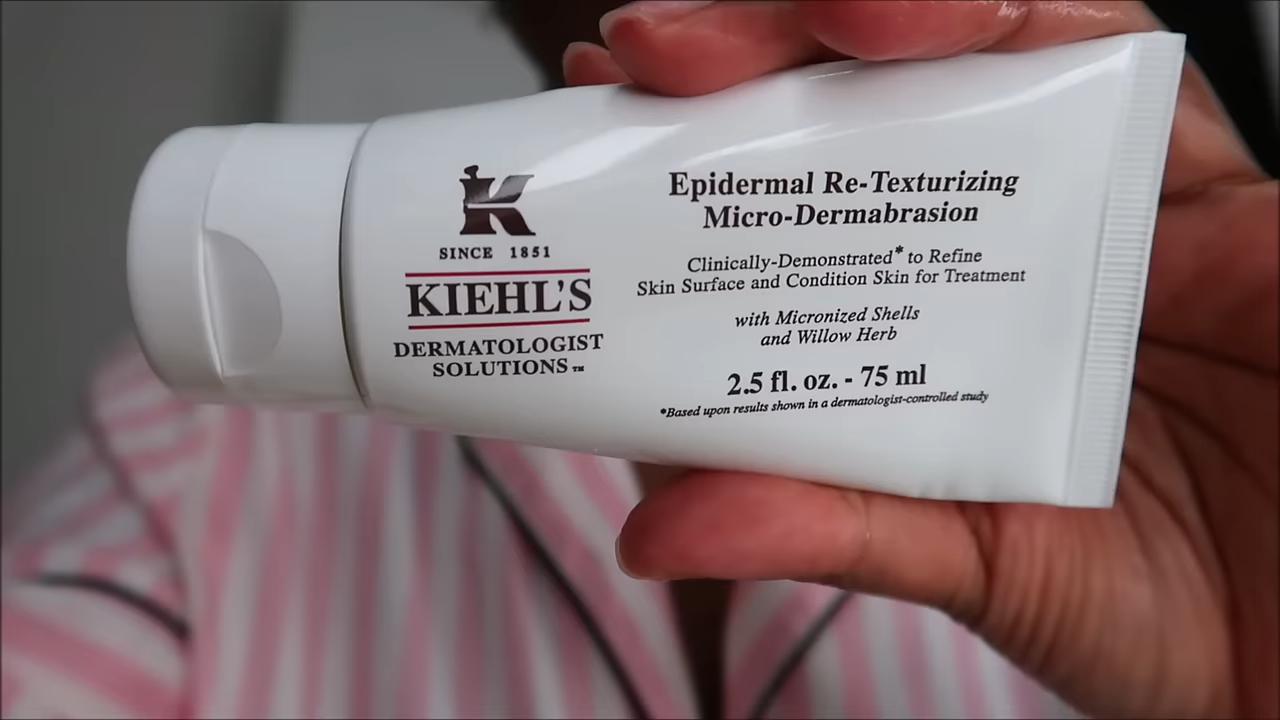 K
SINCE 1851
KIEHL'S
DERMATOLOGIST
SOLUTIONS™
Epidermal Re-Texturizing
Micro-Dermabrasion
Clinically-Demonstrated* to Refine
Skin Surface and Condition Skin for Treatment
with Micronized Shells
and Willow Herb
2.5 fl. oz. - 75 ml
*Based upon results shown in a dermatologist-controlled study